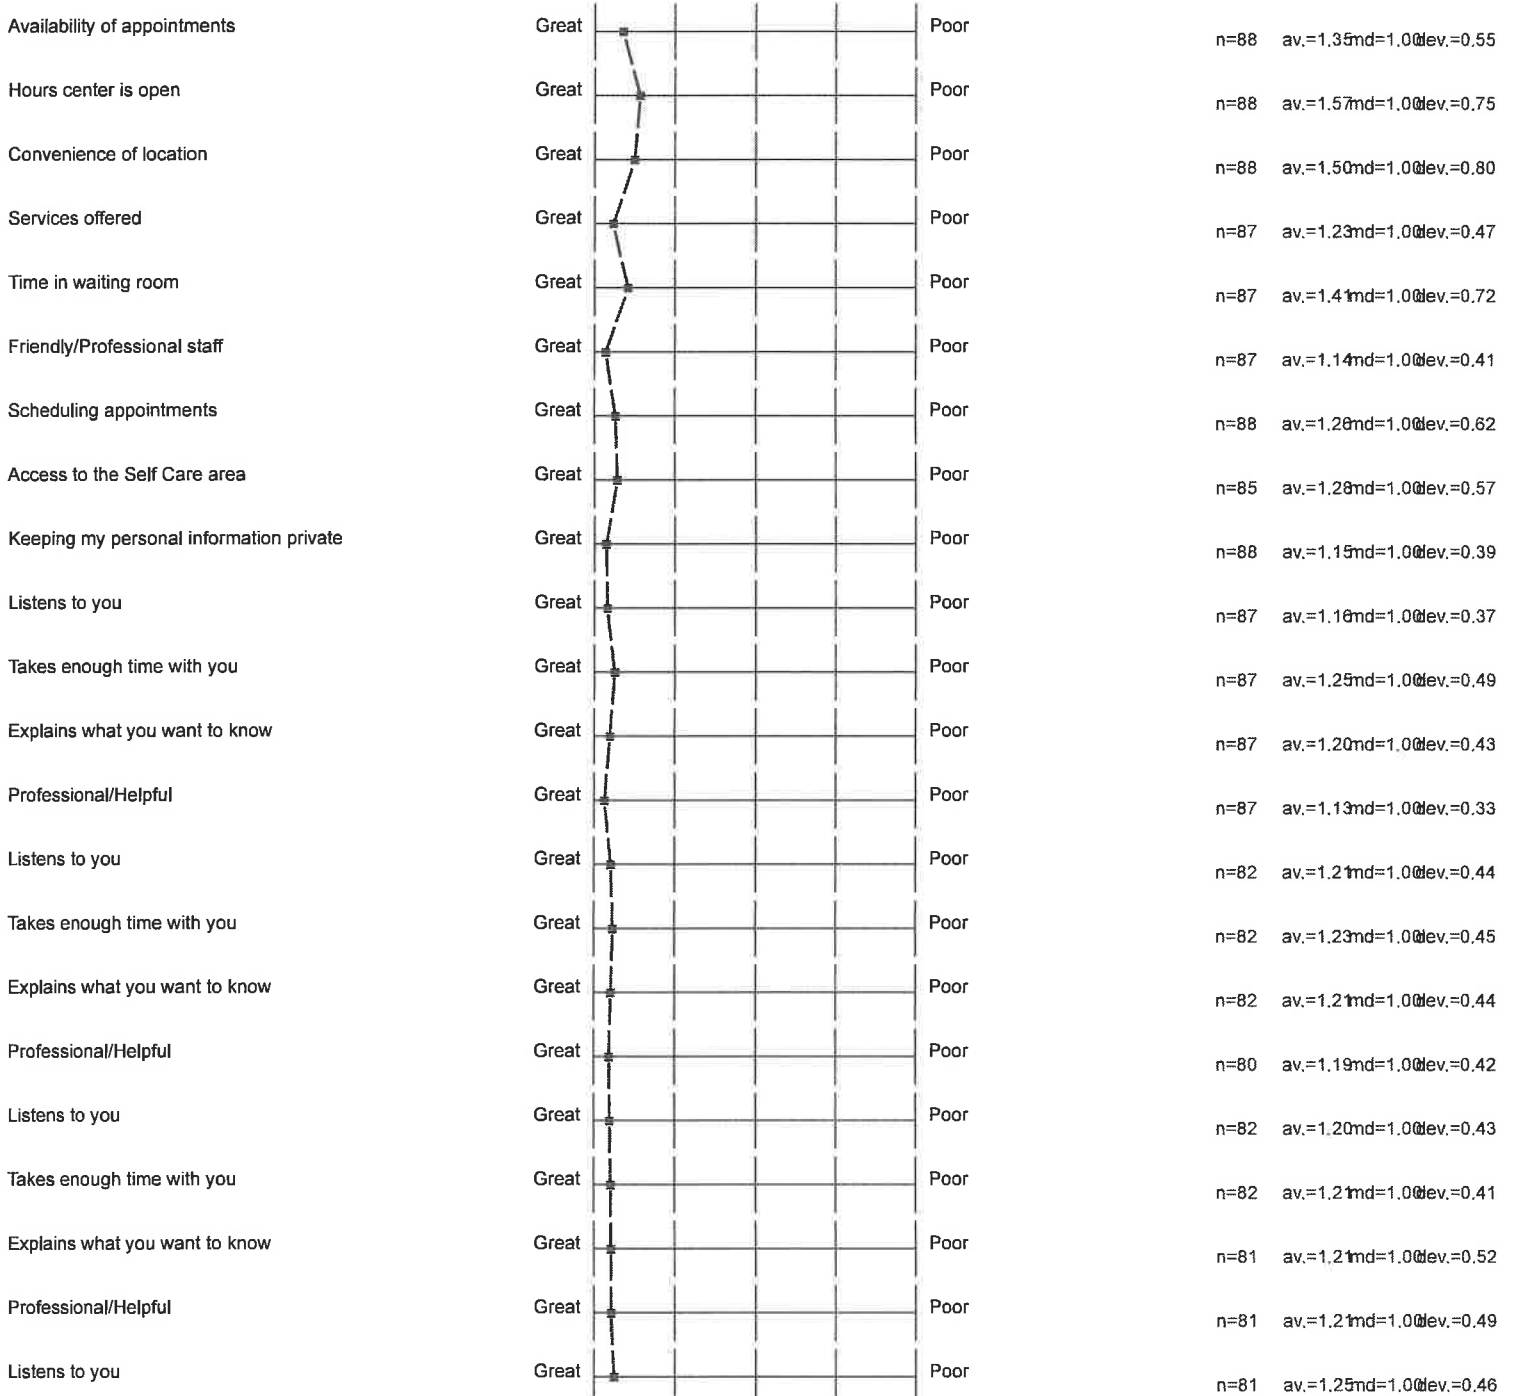 Availability of appointments Great Poor n=88 av.=1.35 md=1.00 dev.=0.55
Hours center is open Great Poor n=88 av.=1.57 md=1.00 dev.=0.75
Convenience of location Great Poor n=88 av.=1.50 md=1.00 dev.=0.80
Services offered Great Poor n=87 av.=1.23 md=1.00 dev.=0.47
Time in waiting room Great Poor n=87 av.=1.41 md=1.00 dev.=0.72
Friendly/Professional staff Great Poor n=87 av.=1.14 md=1.00 dev.=0.41
Scheduling appointments Great Poor n=88 av.=1.26 md=1.00 dev.=0.62
Access to the Self Care area Great Poor n=85 av.=1.28 md=1.00 dev.=0.57
Keeping my personal information private Great Poor n=88 av.=1.15 md=1.00 dev.=0.39
Listens to you Great Poor n=87 av.=1.16 md=1.00 dev.=0.37
Takes enough time with you Great Poor n=87 av.=1.25 md=1.00 dev.=0.49
Explains what you want to know Great Poor n=87 av.=1.20 md=1.00 dev.=0.43
Professional/Helpful Great Poor n=87 av.=1.13 md=1.00 dev.=0.33
Listens to you Great Poor n=82 av.=1.21 md=1.00 dev.=0.44
Takes enough time with you Great Poor n=82 av.=1.23 md=1.00 dev.=0.45
Explains what you want to know Great Poor n=82 av.=1.21 md=1.00 dev.=0.44
Professional/Helpful Great Poor n=80 av.=1.19 md=1.00 dev.=0.42
Listens to you Great Poor n=82 av.=1.20 md=1.00 dev.=0.43
Takes enough time with you Great Poor n=82 av.=1.21 md=1.00 dev.=0.41
Explains what you want to know Great Poor n=81 av.=1.21 md=1.00 dev.=0.52
Professional/Helpful Great Poor n=81 av.=1.21 md=1.00 dev.=0.49
Listens to you Great Poor n=81 av.=1.25 md=1.00 dev.=0.46